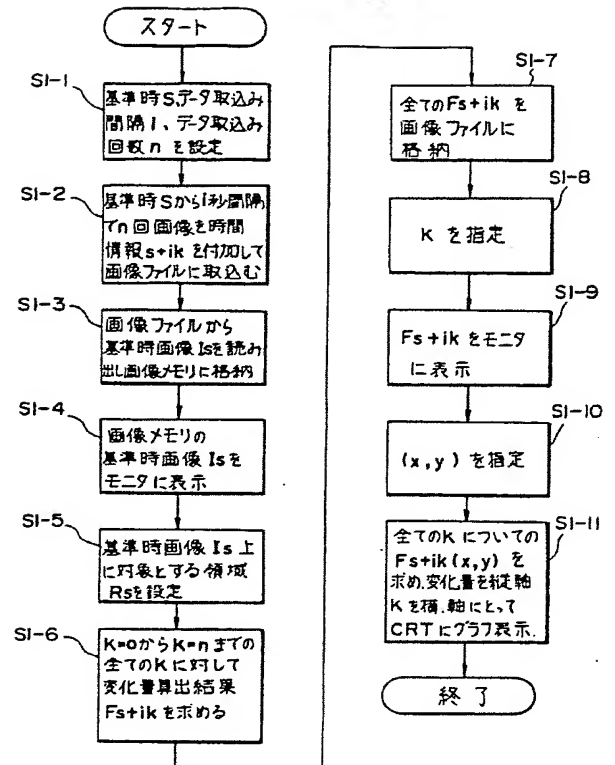 スタート
S1-1
基準時S、データ取込み
間隔i、データ取込み
回数nを設定
S1-2
基準時Sからi秒間隔
でn回画像を時間
情報s+ikを付加して
画像ファイルに取込む
S1-3
画像ファイルから
基準時画像Isを読み
出し画像メモリに格納
S1-4
画像メモリの
基準時画像Isを
モニタに表示
S1-5
基準時画像Is上
に対象とする領域
Rsを設定
S1-6
K=0からK=nまでの
全てのKに対して
変化量算出結果
Fs+ikを求める
S1-7
全てのFs+ikを
画像ファイルに
格納
S1-8
Kを指定
S1-9
Fs+ikをモニタ
に表示
S1-10
(x,y)を指定
S1-11
全てのKについての
Fs+ik(x,y)を
求め、変化量を縦軸
Kを横軸にとって
CRTにグラフ表示.
終了